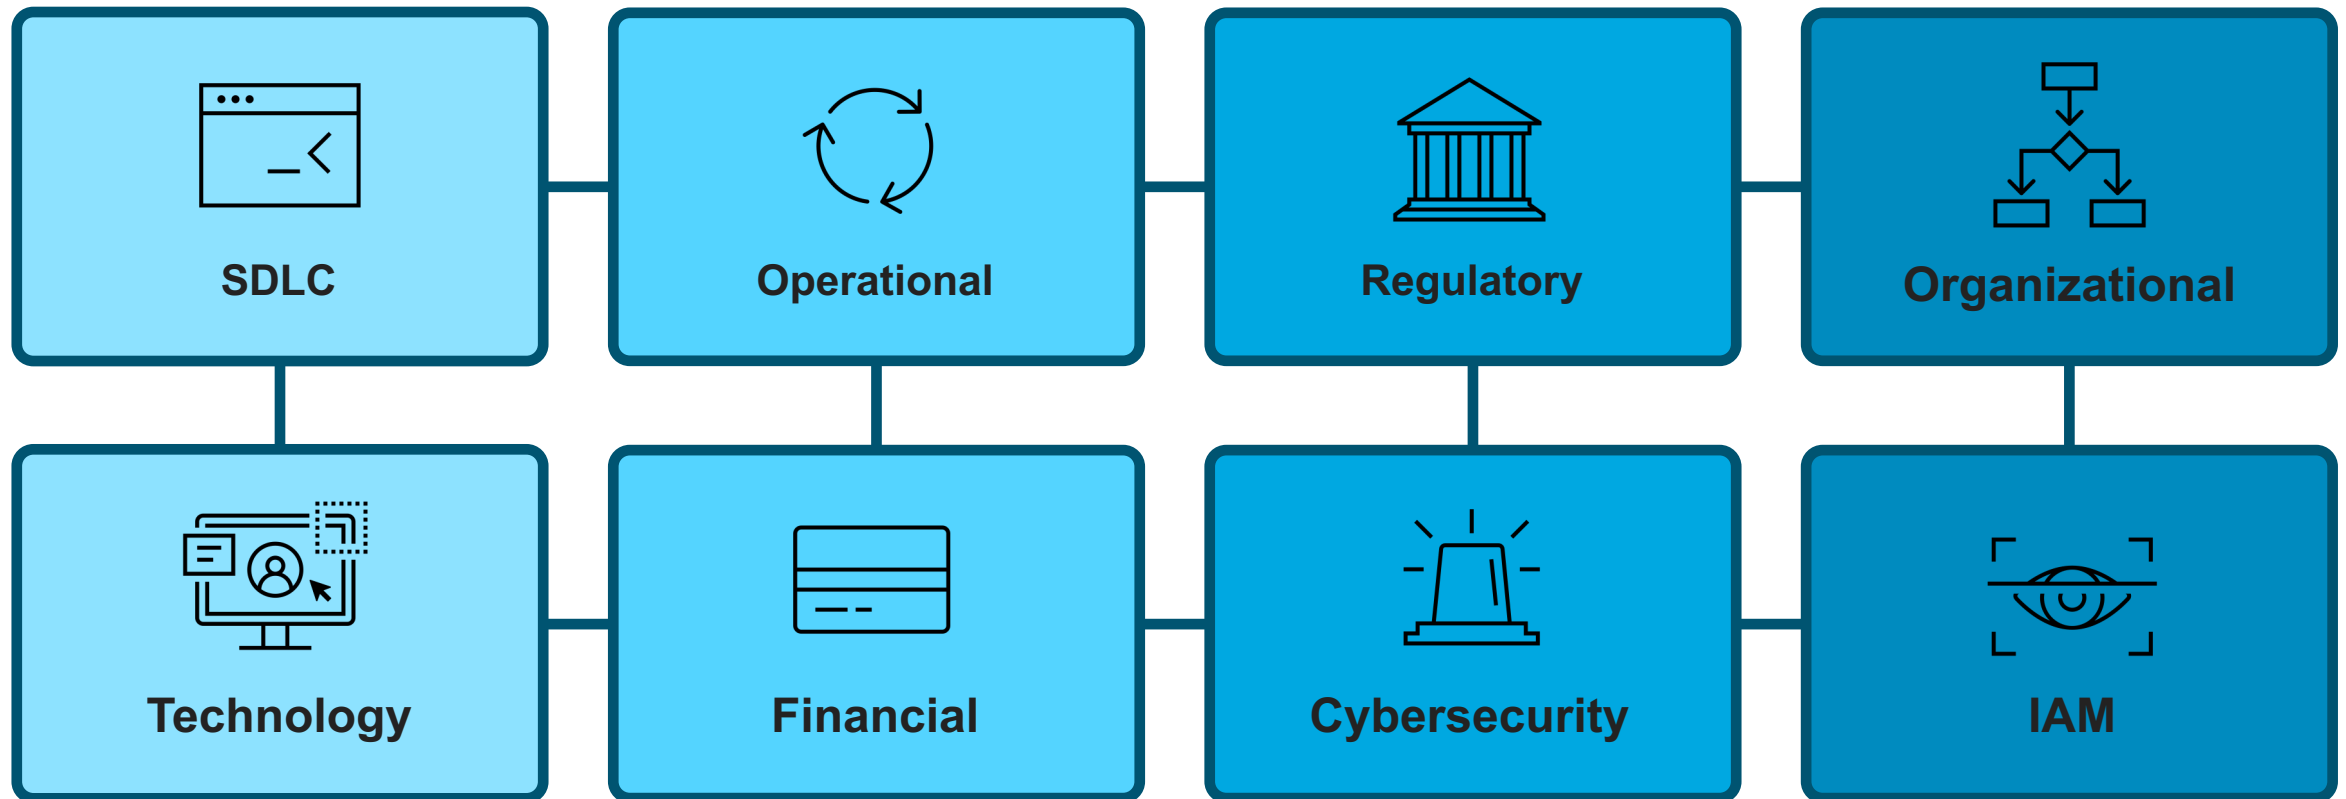 SDLC
Operational
Regulatory
Organizational
Technology
Financial
Cybersecurity
IAM